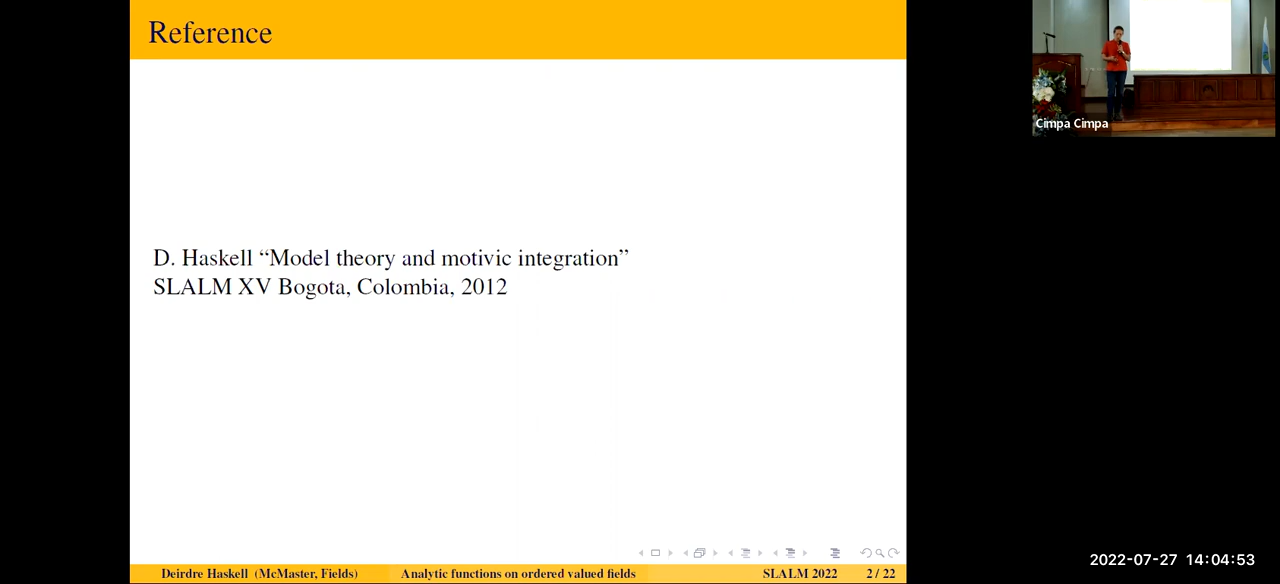 Reference
D. Haskell “Model theory and motivic integration”
SLALM XV Bogota, Colombia, 2012
Deirdre Haskell (McMaster, Fields) Analytic functions on ordered valued fields SLALM 2022 2 / 22
Cimpa Cimpa
2022-07-27 14:04:53